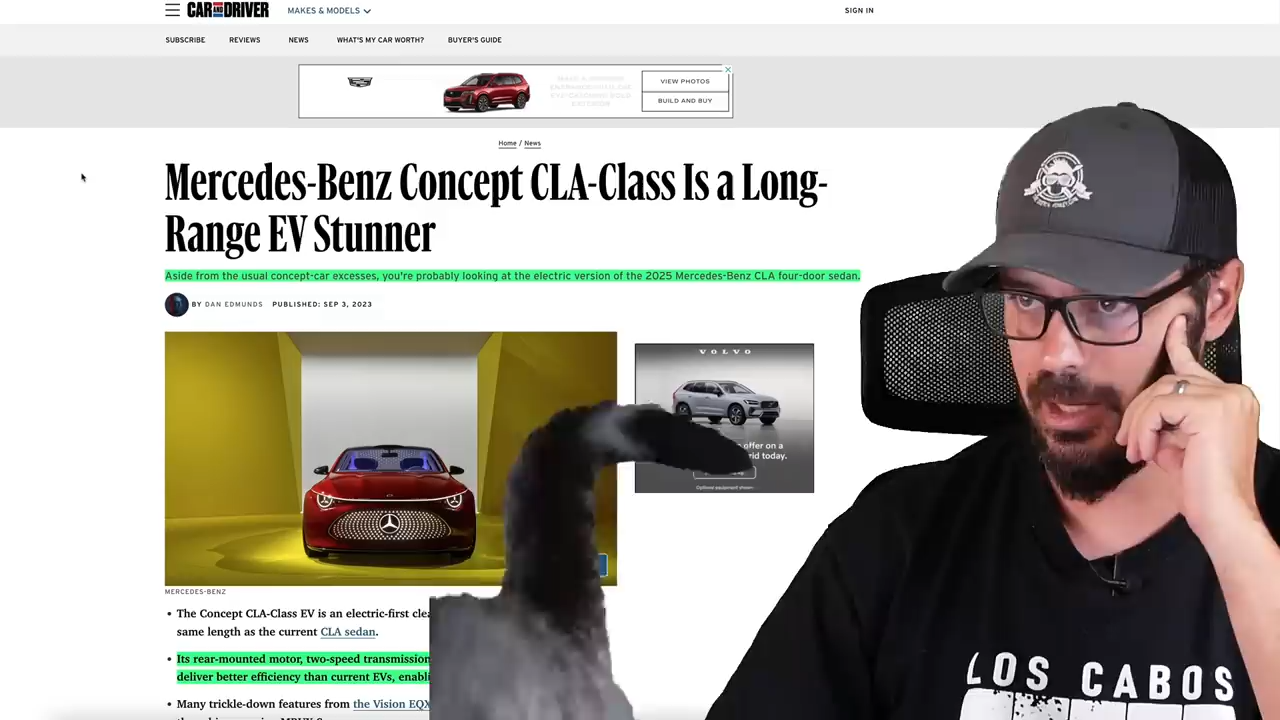 CAR AND DRIVER
MAKES & MODELS
SIGN IN
SUBSCRIBE
REVIEWS
NEWS
WHAT'S MY CAR WORTH?
BUYER'S GUIDE
VIEW PHOTOS
BUILD AND BUY
Home / News
Mercedes-Benz Concept CLA-Class Is a Long-
Range EV Stunner
Aside from the usual concept-car excesses, you're probably looking at the electric version of the 2025 Mercedes-Benz CLA four-door sedan.
BY DAN EDMUNDS PUBLISHED: SEP 3, 2023
VOLVO
offer on a
today.
Optional equipment shown.
MERCEDES-BENZ
• The Concept CLA-Class EV is an electric-first
same length as the current CLA sedan.
• Its rear-mounted motor, two-speed transmission
deliver better efficiency than current EVs,
• Many trickle-down features from the Vision EQX
LOS CABOS